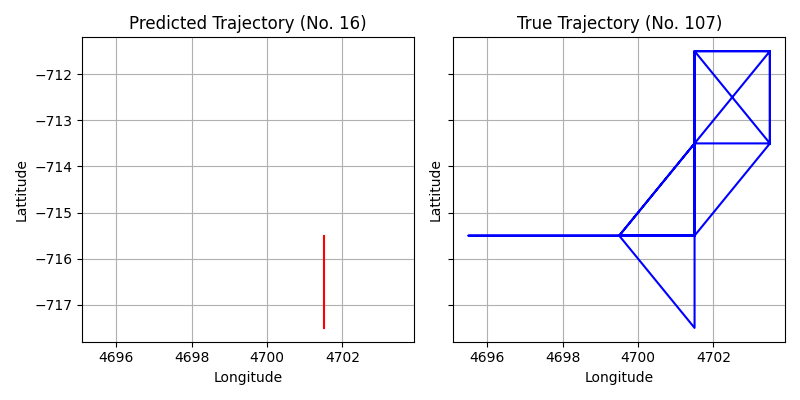 Predicted Trajectory (No. 16)
True Trajectory (No. 107)
Lattitude
−712
−713
−714
−715
−716
−717
4696
4698
4700
4702
Longitude
Lattitude
4696
4698
4700
4702
Longitude